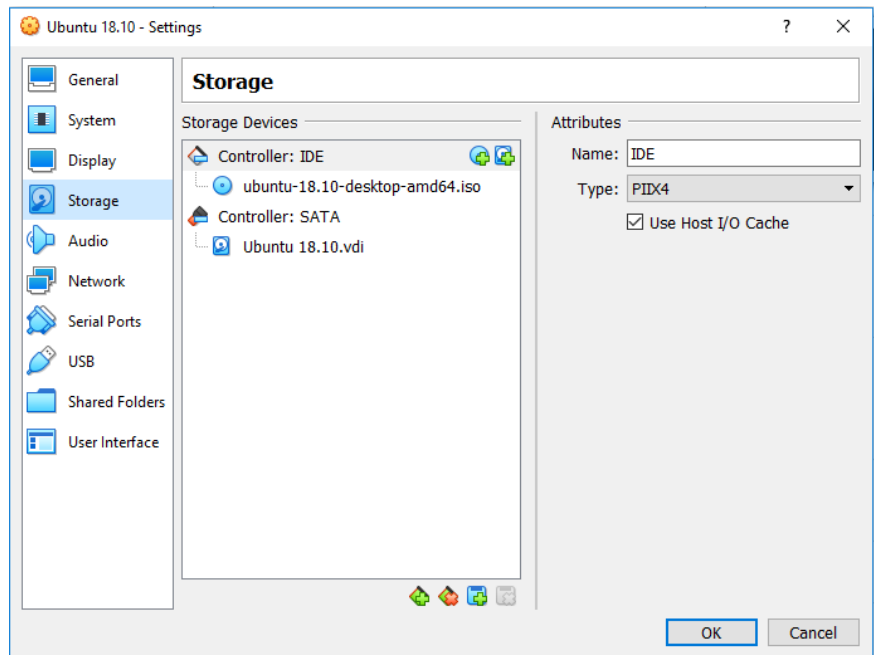 Ubuntu 18.10 - Settings
General
System
Display
Storage
Audio
Network
Serial Ports
USB
Shared Folders
User Interface
Storage
Storage Devices
Controller: IDE
ubuntu-18.10-desktop-amd64.iso
Controller: SATA
Ubuntu 18.10.vdi
Attributes
Name: IDE
Type: PIIX4
Use Host I/O Cache
OK
Cancel